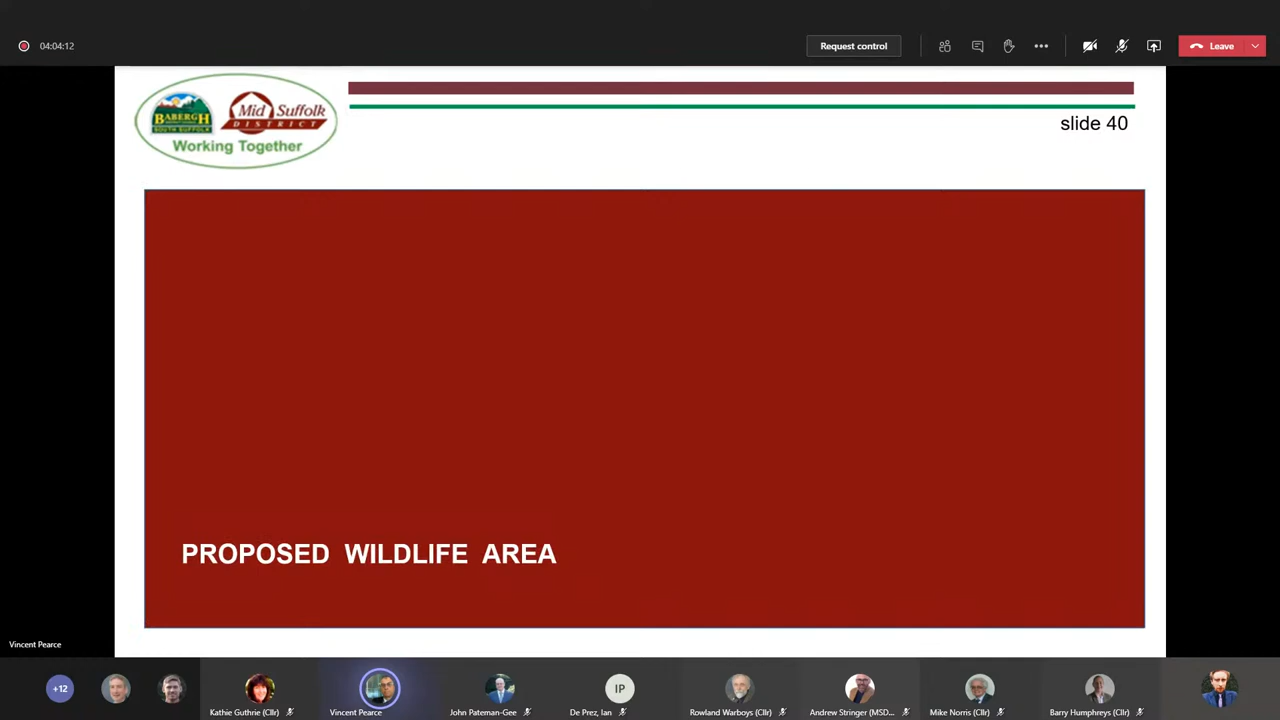 04:04:12
Request control
Leave
BABERGH
SOUTH SUFFOLK
Mid Suffolk
DISTRICT
Working Together
slide 40
PROPOSED WILDLIFE AREA
Vincent Pearce
+12
Kathie Guthrie (Cllr)
Vincent Pearce
John Pateman-Gee
IP
De Prez, Ian
Rowland Warboys (Cllr)
Andrew Stringer (MSD...
Mike Norris (Cllr)
Barry Humphreys (Cllr)